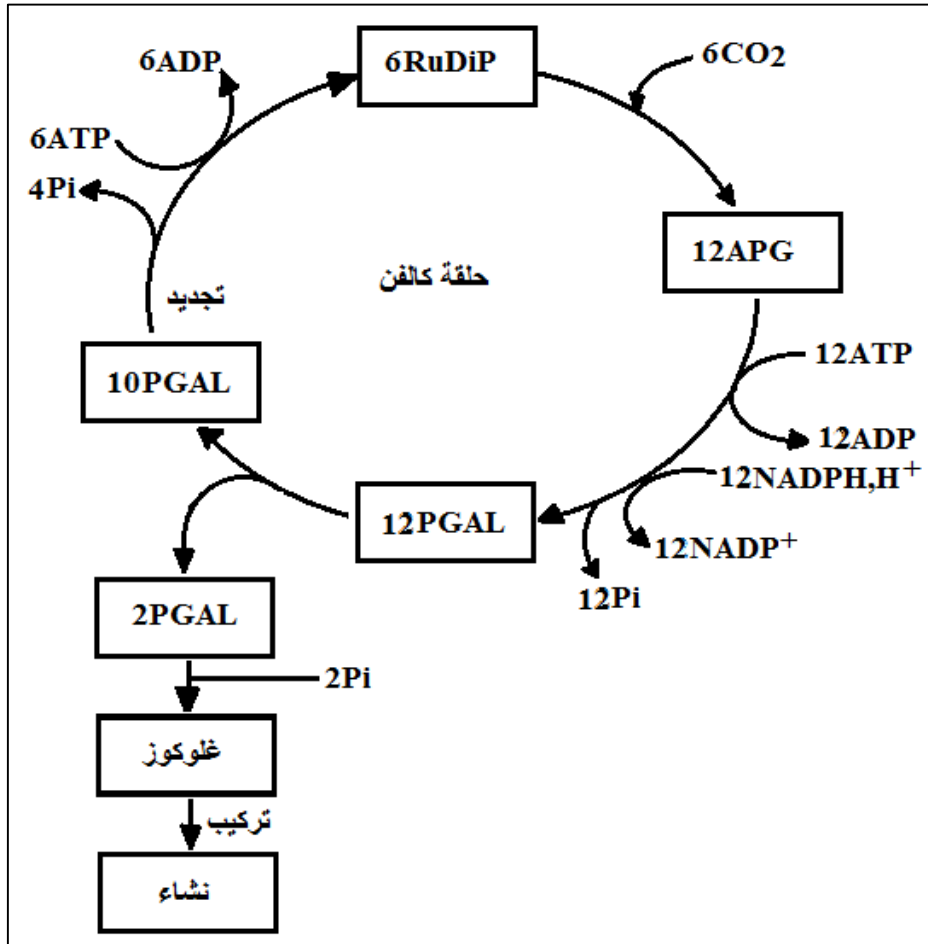 6RuDiP
6CO2
6ADP
6ATP
4Pi
12APG
حلقة كالفن
تجديد
12ATP
10PGAL
12ADP
12NADPH,H+
12PGAL
12NADP+
12Pi
2PGAL
2Pi
غلوكوز
تركيب
نشاء